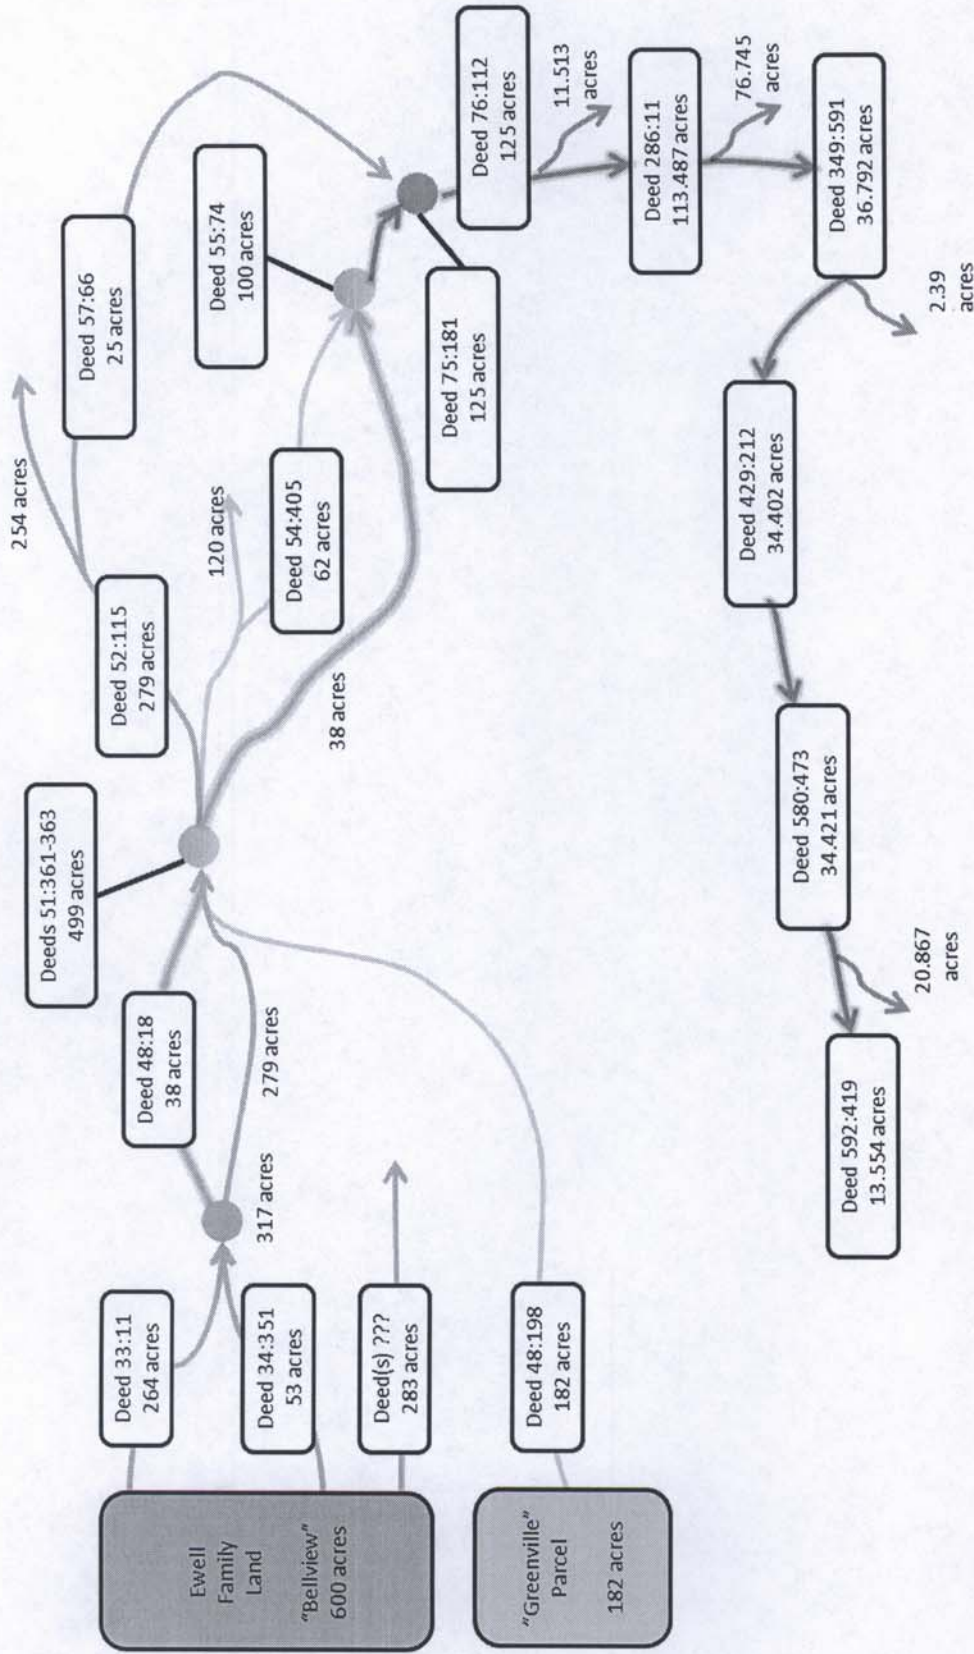 Ewell
Family
Land
"Bellview"
600 acres
"Greenville"
Parcel
182 acres
Deed 33:11
264 acres
Deed 34:351
53 acres
Deed(s) ???
283 acres
Deed 48:198
182 acres
317 acres
Deed 48:18
38 acres
279 acres
Deeds 51:361-363
499 acres
Deed 52:115
279 acres
254 acres
Deed 57:66
25 acres
120 acres
Deed 54:405
62 acres
38 acres
Deed 55:74
100 acres
Deed 75:181
125 acres
Deed 76:112
125 acres
11.513
acres
Deed 286:11
113.487 acres
76.745
acres
Deed 349:591
36.792 acres
2.39
acres
Deed 429:212
34.402 acres
Deed 580:473
34.421 acres
20.867
acres
Deed 592:419
13.554 acres